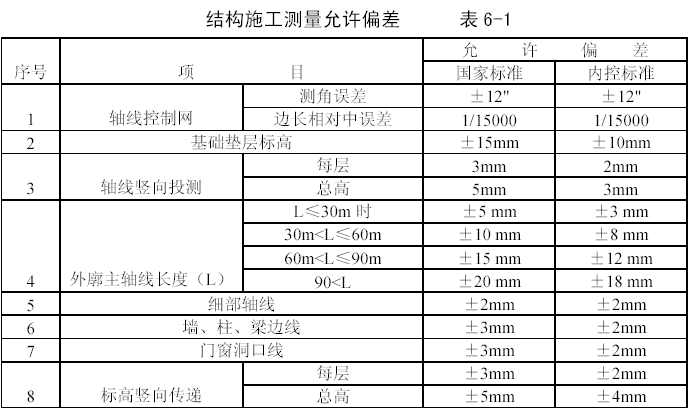 结构施工测量允许偏差 表 6-1
序号 项 目 允 许 偏 差
国家标准 内控标准
1 轴线控制网 测角误差 ±12" ±12"
边长相对中误差 1/15000 1/15000
2 基础垫层标高 ±15mm ±10mm
3 轴线竖向投测 每层 3mm 2mm
总高 5mm 3mm
4 外廓主轴线长度（L） L≤30m 时 ±5 mm ±3 mm
30m<L≤60m ±10 mm ±8 mm
60m<L≤90m ±15 mm ±12 mm
90<L ±20 mm ±18 mm
5 细部轴线 ±2mm ±2mm
6 墙、柱、梁边线 ±3mm ±2mm
7 门窗洞口线 ±3mm ±2mm
8 标高竖向传递 每层 ±3mm ±2mm
总高 ±5mm ±4mm